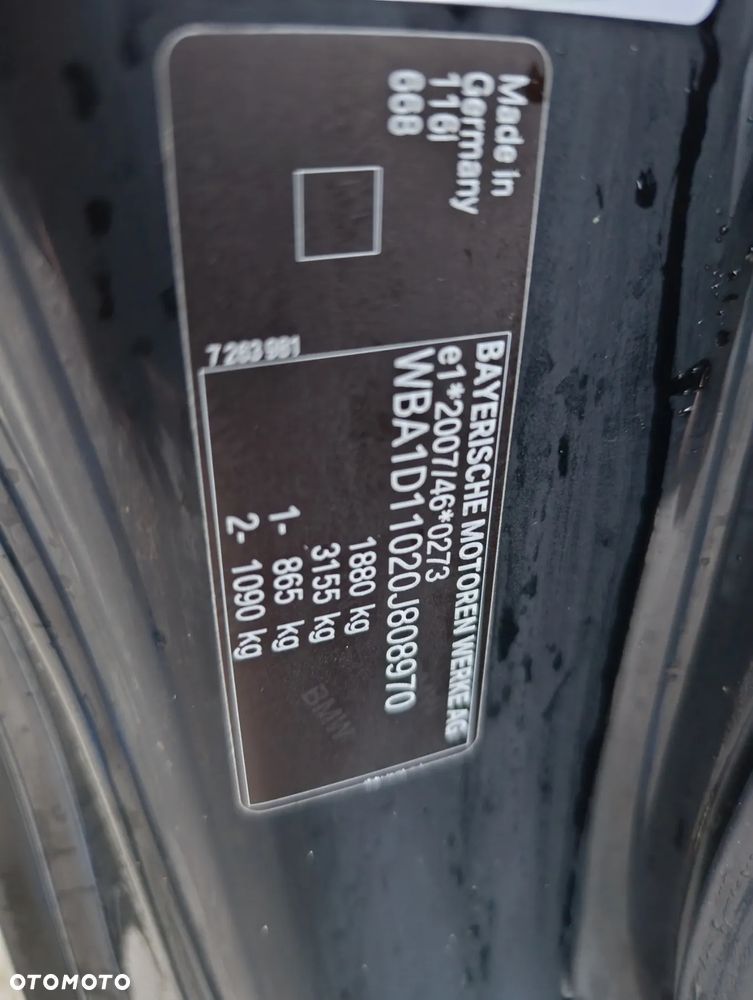 Made in
Germany
116i
668
7 263 981
BAYERISCHE MOTOREN WERKE AG
e1*2007/46*0273
WBA1D11020J808970
1880 kg
3155 kg
1- 865 kg
2- 1090 kg
BMW
OTOMOTO